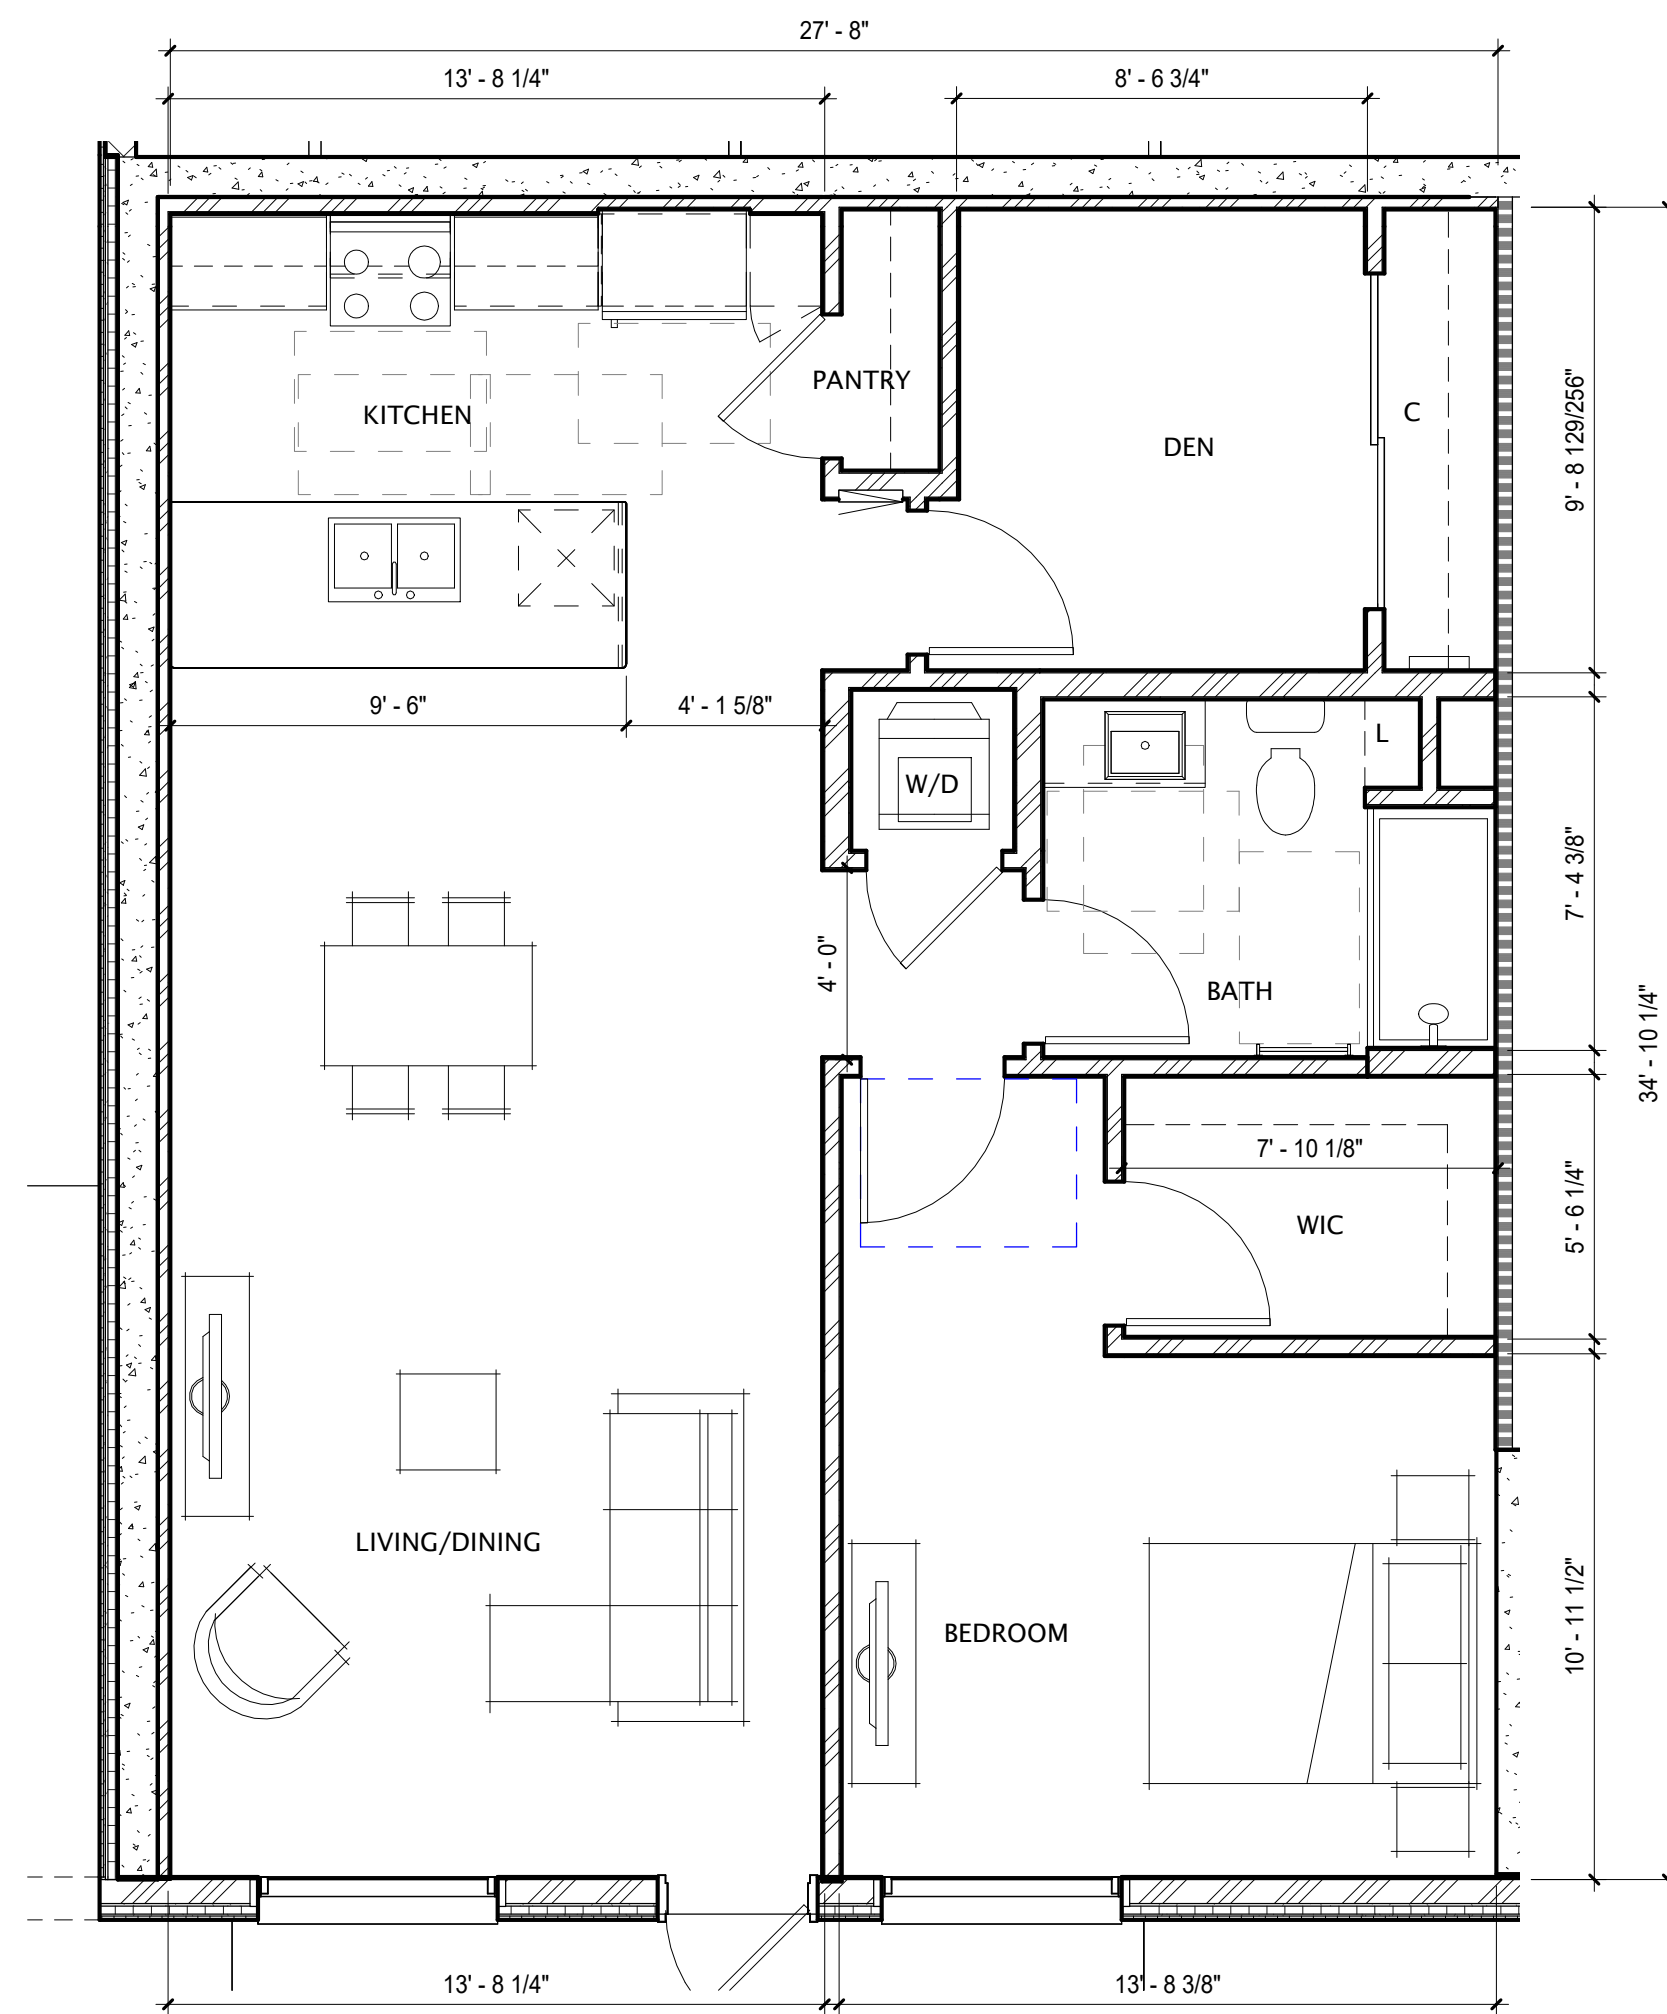 27' - 8"
13' - 8 1/4"
8' - 6 3/4"
PANTRY
KITCHEN
C
DEN
9' - 8 129/256"
9' - 6"
4' - 1 5/8"
L
W/D
7' - 4 3/8"
4' - 0"
BATH
34' - 10 1/4"
7' - 10 1/8"
WIC
5' - 6 1/4"
LIVING/DINING
BEDROOM
10' - 11 1/2"
13' - 8 1/4"
13' - 8 3/8"